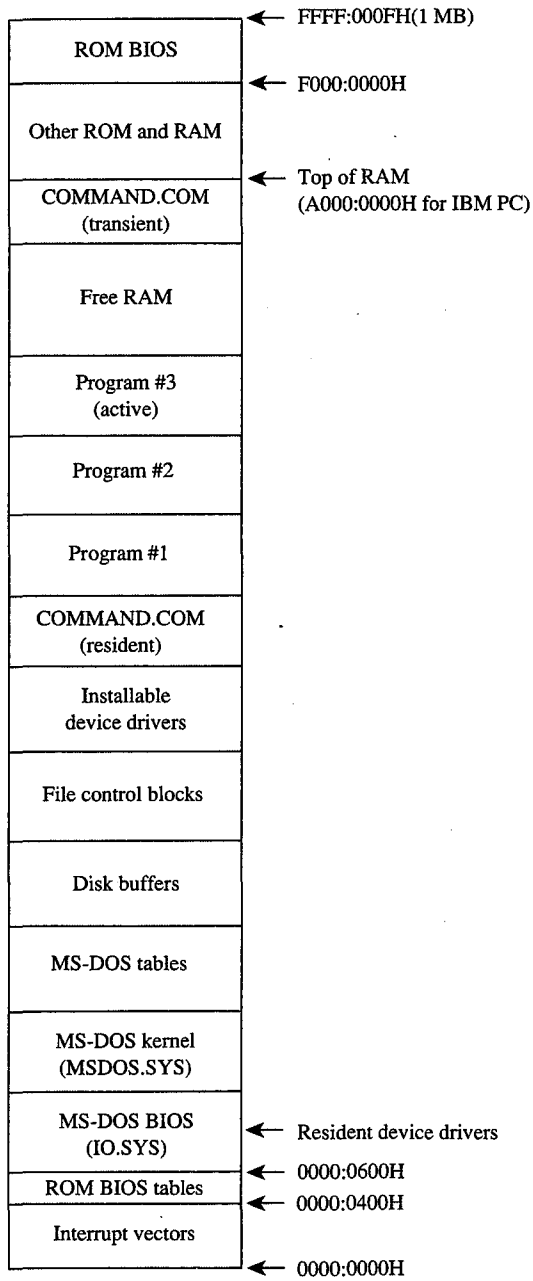 FFFF:000FH(1 MB)
ROM BIOS
F000:0000H
Other ROM and RAM
Top of RAM
(A000:0000H for IBM PC)
COMMAND.COM
(transient)
Free RAM
Program #3
(active)
Program #2
Program #1
COMMAND.COM
(resident)
Installable
device drivers
File control blocks
Disk buffers
MS-DOS tables
MS-DOS kernel
(MSDOS.SYS)
MS-DOS BIOS
(IO.SYS)
Resident device drivers
0000:0600H
ROM BIOS tables
0000:0400H
Interrupt vectors
0000:0000H